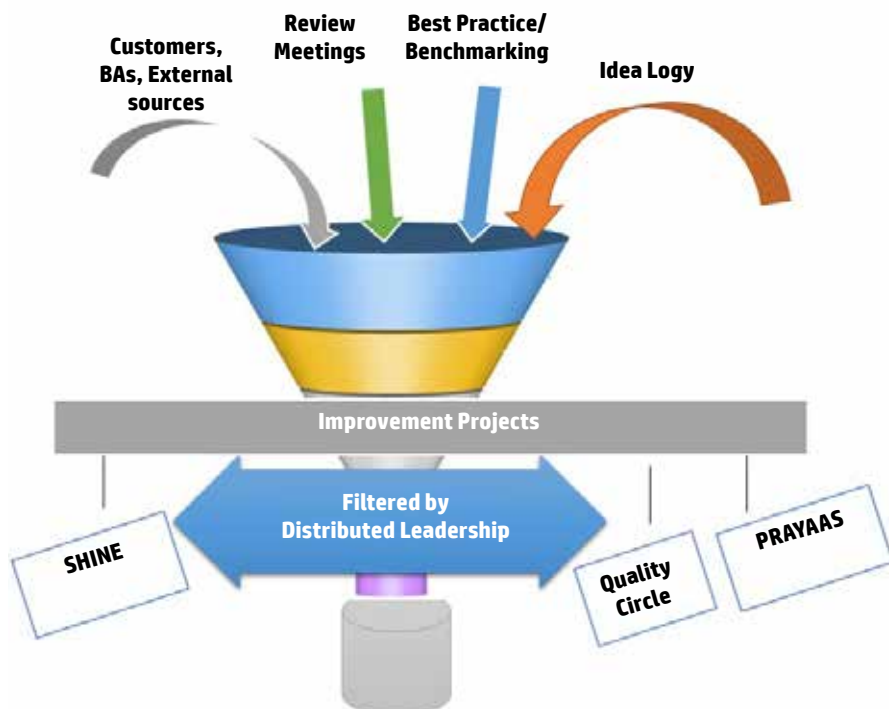 Customers,
BAs, External
sources
Review
Meetings
Best Practice/
Benchmarking
Idea Logy
Improvement Projects
Filtered by
Distributed Leadership
SHINE
Quality
Circle
PRAYAAS